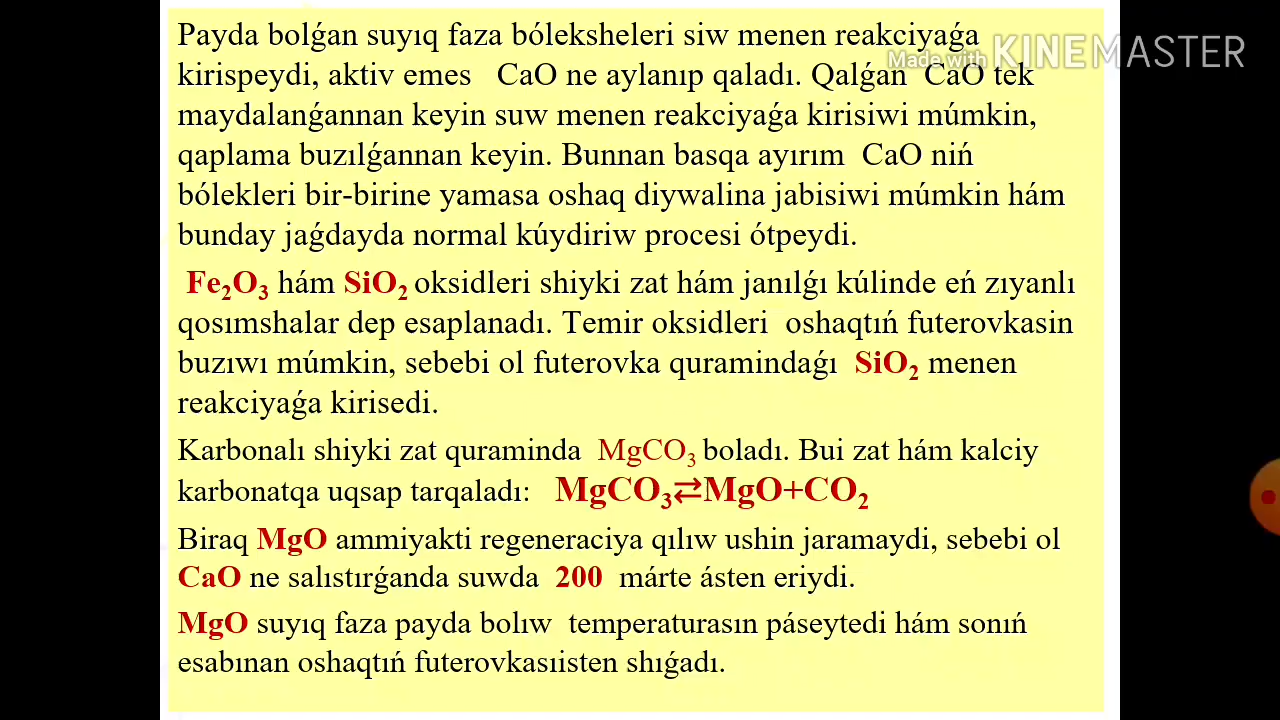 Payda bolǵan suyıq faza bóleksheleri siw menen reakciyaǵa
Made with KINEMASTER
kirispeydi, aktiv emes CaO ne aylanıp qaladı. Qalǵan CaO tek
maydalanǵannan keyin suw menen reakciyaǵa kirisiwi múmkin,
qaplama buzılǵannan keyin. Bunnan basqa ayırım CaO niń
bólekleri bir-birine yamasa oshaq diywalina jabisiwi múmkin hám
bunday jaǵdayda normal kúydiriw procesi ótpeydi.
Fe₂O₃ hám SiO₂ oksidleri shiyki zat hám janılǵı kúlinde eń zıyanlı
qosımshalar dep esaplanadı. Temir oksidleri oshaqtıń futerovkasin
buzıwı múmkin, sebebi ol futerovka quramindaǵı SiO₂ menen
reakciyaǵa kirisedi.
Karbonalı shiyki zat quraminda MgCO₃ boladı. Bui zat hám kalciy
karbonatqa uqsap tarqaladı: MgCO₃⇄MgO+CO₂
Biraq MgO ammiyakti regeneraciya qılıw ushin jaramaydi, sebebi ol
CaO ne salıstırǵanda suwda 200 márte ásten eriydi.
MgO suyıq faza payda bolıw temperaturasın páseytedi hám sonıń
esabınan oshaqtıń futerovkasıisten shıǵadı.